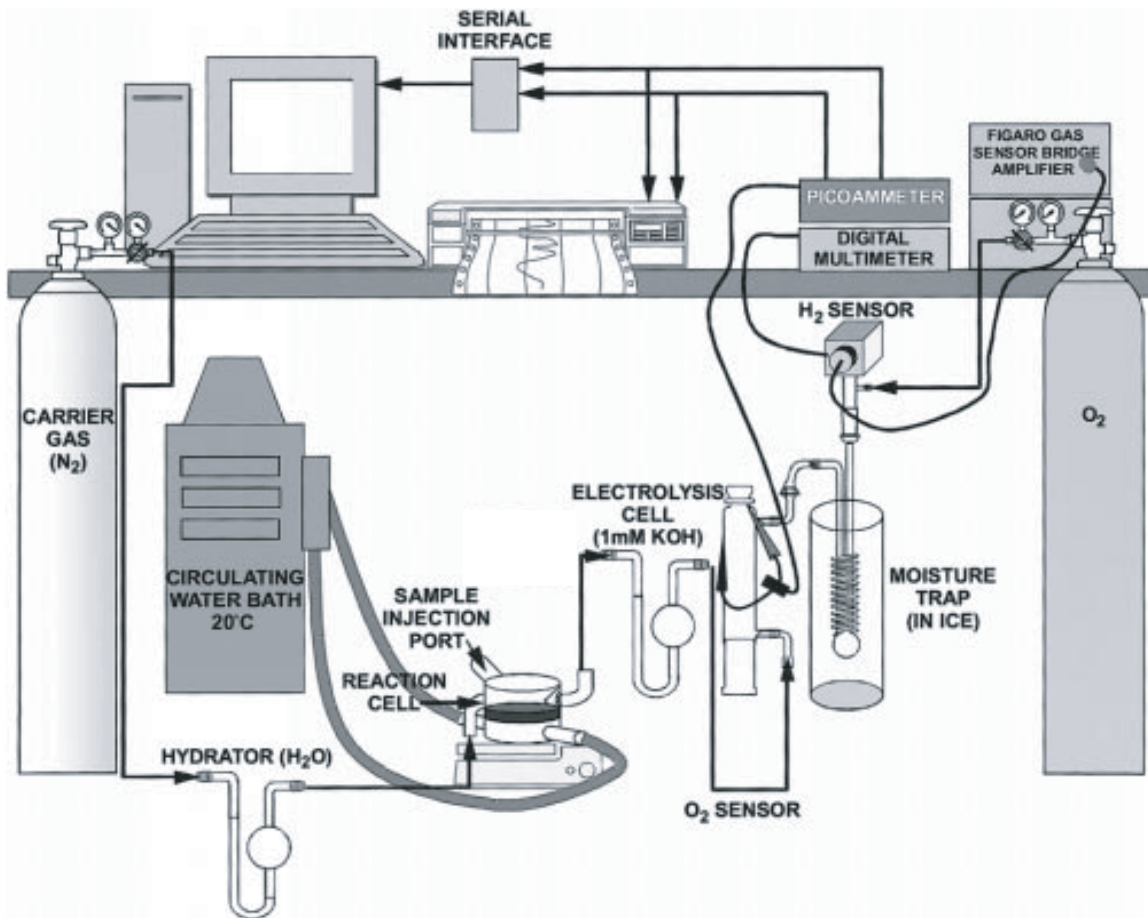 SERIAL
INTERFACE
FIGARO GAS
SENSOR BRIDGE
AMPLIFIER
PICOAMMETER
DIGITAL
MULTIMETER
H₂ SENSOR
CARRIER
GAS
(N₂)
O₂
ELECTROLYSIS
CELL
(1mM KOH)
CIRCULATING
WATER BATH
20°C
MOISTURE
TRAP
(IN ICE)
SAMPLE
INJECTION
PORT
REACTION
CELL
HYDRATOR (H₂O)
O₂ SENSOR